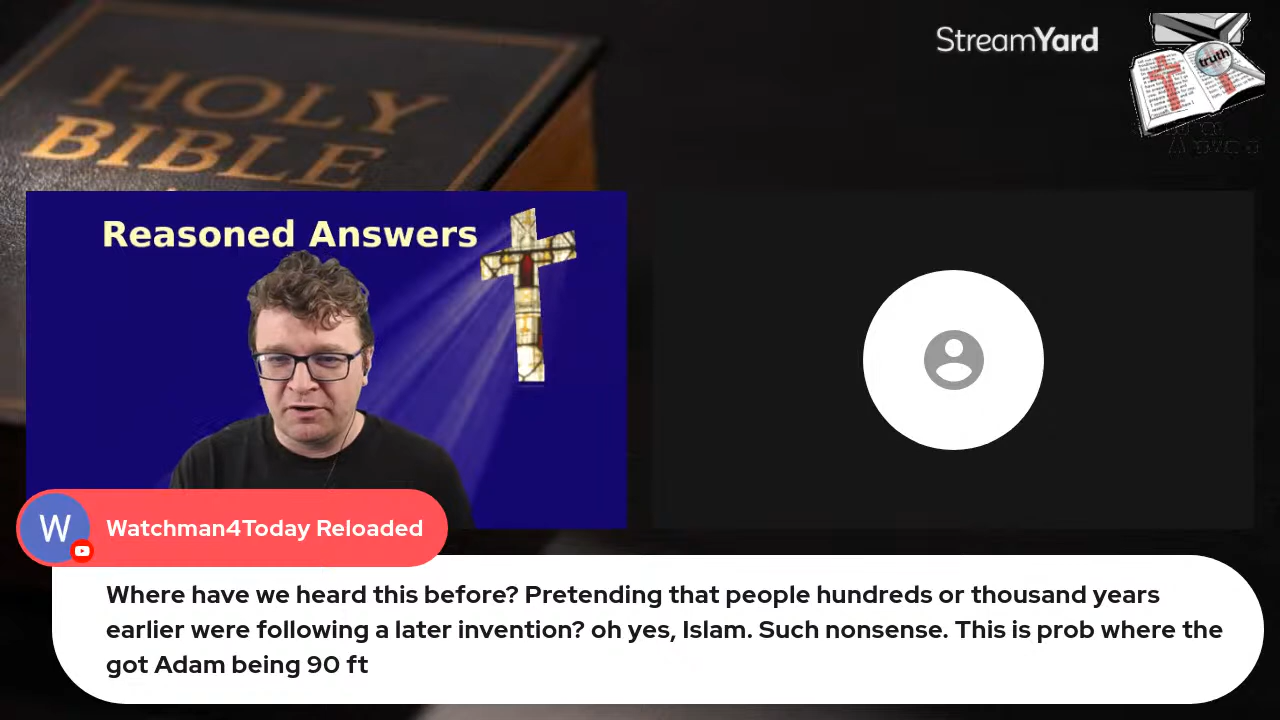 StreamYard
HOLY
BIBLE
truth
Reasoned Answers
W
Watchman4Today Reloaded
Where have we heard this before? Pretending that people hundreds or thousand years
earlier were following a later invention? oh yes, Islam. Such nonsense. This is prob where the
got Adam being 90 ft